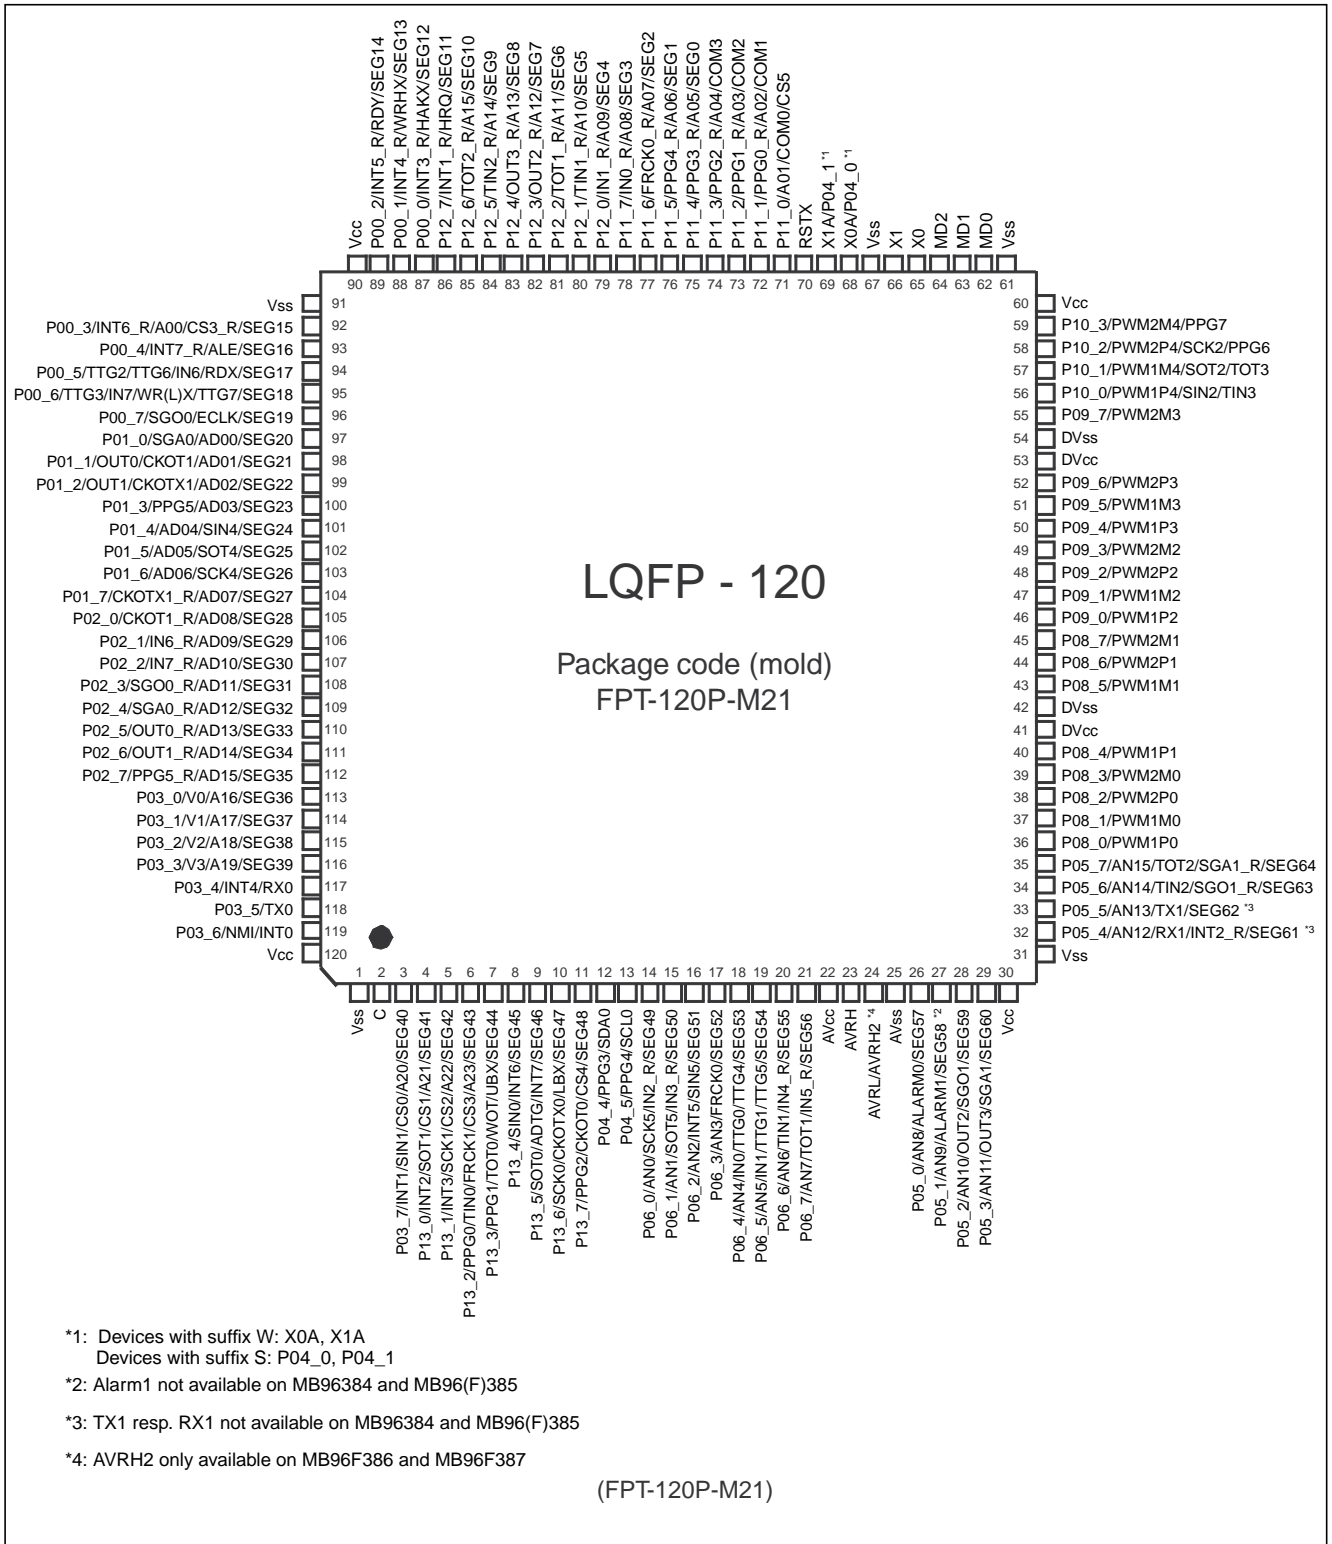 Vcc
P00_2/INT5_R/RDY/SEG14
P00_1/INT4_R/WRHX/SEG13
P00_0/INT3_R/HAKX/SEG12
P12_7/INT1_R/HRQ/SEG11
P12_6/TOT2_R/A15/SEG10
P12_5/TIN2_R/A14/SEG9
P12_4/OUT3_R/A13/SEG8
P12_3/OUT2_R/A12/SEG7
P12_2/TOT1_R/A11/SEG6
P12_1/TIN1_R/A10/SEG5
P12_0/IN1_R/A09/SEG4
P11_7/IN0_R/A08/SEG3
P11_6/FRCK0_R/A07/SEG2
P11_5/PPG4_R/A06/SEG1
P11_4/PPG3_R/A05/SEG0
P11_3/PPG2_R/A04/COM3
P11_2/PPG1_R/A03/COM2
P11_1/PPG0_R/A02/COM1
P11_0/A01/COM0/CS5
RSTX
X1A/P04_1 *1
X0A/P04_0 *1
Vss
X1
X0
MD2
MD1
MD0
Vss
90 89 88 87 86 85 84 83 82 81 80 79 78 77 76 75 74 73 72 71 70 69 68 67 66 65 64 63 62 61
Vss 91
P00_3/INT6_R/A00/CS3_R/SEG15 92
P00_4/INT7_R/ALE/SEG16 93
P00_5/TTG2/TTG6/IN6/RDX/SEG17 94
P00_6/TTG3/IN7/WR(L)X/TTG7/SEG18 95
P00_7/SGO0/ECLK/SEG19 96
P01_0/SGA0/AD00/SEG20 97
P01_1/OUT0/CKOT1/AD01/SEG21 98
P01_2/OUT1/CKOTX1/AD02/SEG22 99
P01_3/PPG5/AD03/SEG23 100
P01_4/AD04/SIN4/SEG24 101
P01_5/AD05/SOT4/SEG25 102
P01_6/AD06/SCK4/SEG26 103
P01_7/CKOTX1_R/AD07/SEG27 104
P02_0/CKOT1_R/AD08/SEG28 105
P02_1/IN6_R/AD09/SEG29 106
P02_2/IN7_R/AD10/SEG30 107
P02_3/SGO0_R/AD11/SEG31 108
P02_4/SGA0_R/AD12/SEG32 109
P02_5/OUT0_R/AD13/SEG33 110
P02_6/OUT1_R/AD14/SEG34 111
P02_7/PPG5_R/AD15/SEG35 112
P03_0/V0/A16/SEG36 113
P03_1/V1/A17/SEG37 114
P03_2/V2/A18/SEG38 115
P03_3/V3/A19/SEG39 116
P03_4/INT4/RX0 117
P03_5/TX0 118
P03_6/NMI/INT0 119
Vcc 120
LQFP - 120
Package code (mold)
FPT-120P-M21
60 Vcc
59 P10_3/PWM2M4/PPG7
58 P10_2/PWM2P4/SCK2/PPG6
57 P10_1/PWM1M4/SOT2/TOT3
56 P10_0/PWM1P4/SIN2/TIN3
55 P09_7/PWM2M3
54 DVss
53 DVcc
52 P09_6/PWM2P3
51 P09_5/PWM1M3
50 P09_4/PWM1P3
49 P09_3/PWM2M2
48 P09_2/PWM2P2
47 P09_1/PWM1M2
46 P09_0/PWM1P2
45 P08_7/PWM2M1
44 P08_6/PWM2P1
43 P08_5/PWM1M1
42 DVss
41 DVcc
40 P08_4/PWM1P1
39 P08_3/PWM2M0
38 P08_2/PWM2P0
37 P08_1/PWM1M0
36 P08_0/PWM1P0
35 P05_7/AN15/TOT2/SGA1_R/SEG64
34 P05_6/AN14/TIN2/SGO1_R/SEG63
33 P05_5/AN13/TX1/SEG62 *3
32 P05_4/AN12/RX1/INT2_R/SEG61 *3
31 Vss
1 2 3 4 5 6 7 8 9 10 11 12 13 14 15 16 17 18 19 20 21 22 23 24 25 26 27 28 29 30
Vss
C
P03_7/INT1/SIN1/CS0/A20/SEG40
P13_0/INT2/SOT1/CS1/A21/SEG41
P13_1/INT3/SCK1/CS2/A22/SEG42
P13_2/PPG0/TIN0/FRCK1/CS3/A23/SEG43
P13_3/PPG1/TOT0/WOT/UBX/SEG44
P13_4/SIN0/INT6/SEG45
P13_5/SOT0/ADTG/INT7/SEG46
P13_6/SCK0/CKOTX0/LBX/SEG47
P13_7/PPG2/CKOT0/CS4/SEG48
P04_4/PPG3/SDA0
P04_5/PPG4/SCL0
P06_0/AN0/SCK5/IN2_R/SEG49
P06_1/AN1/SOT5/IN3_R/SEG50
P06_2/AN2/INT5/SIN5/SEG51
P06_3/AN3/FRCK0/SEG52
P06_4/AN4/IN0/TTG0/TTG4/SEG53
P06_5/AN5/IN1/TTG1/TTG5/SEG54
P06_6/AN6/TIN1/IN4_R/SEG55
P06_7/AN7/TOT1/IN5_R/SEG56
AVcc
AVRH
AVRL/AVRH2 *4
AVss
P05_0/AN8/ALARM0/SEG57
P05_1/AN9/ALARM1/SEG58 *2
P05_2/AN10/OUT2/SGO1/SEG59
P05_3/AN11/OUT3/SGA1/SEG60
Vcc
*1: Devices with suffix W: X0A, X1A
Devices with suffix S: P04_0, P04_1
*2: Alarm1 not available on MB96384 and MB96(F)385
*3: TX1 resp. RX1 not available on MB96384 and MB96(F)385
*4: AVRH2 only available on MB96F386 and MB96F387
(FPT-120P-M21)